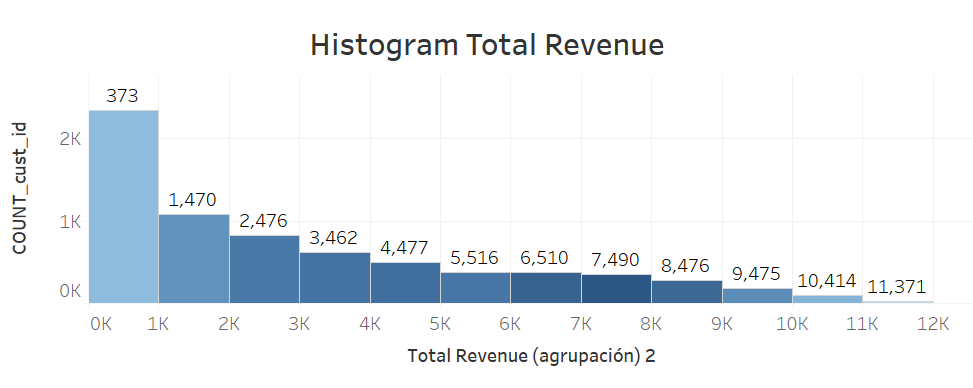 Histogram Total Revenue
COUNT_cust_id
2K
1K
0K
373
1,470
2,476
3,462
4,477
5,516
6,510
7,490
8,476
9,475
10,414
11,371
0K 1K 2K 3K 4K 5K 6K 7K 8K 9K 10K 11K 12K
Total Revenue (agrupación) 2